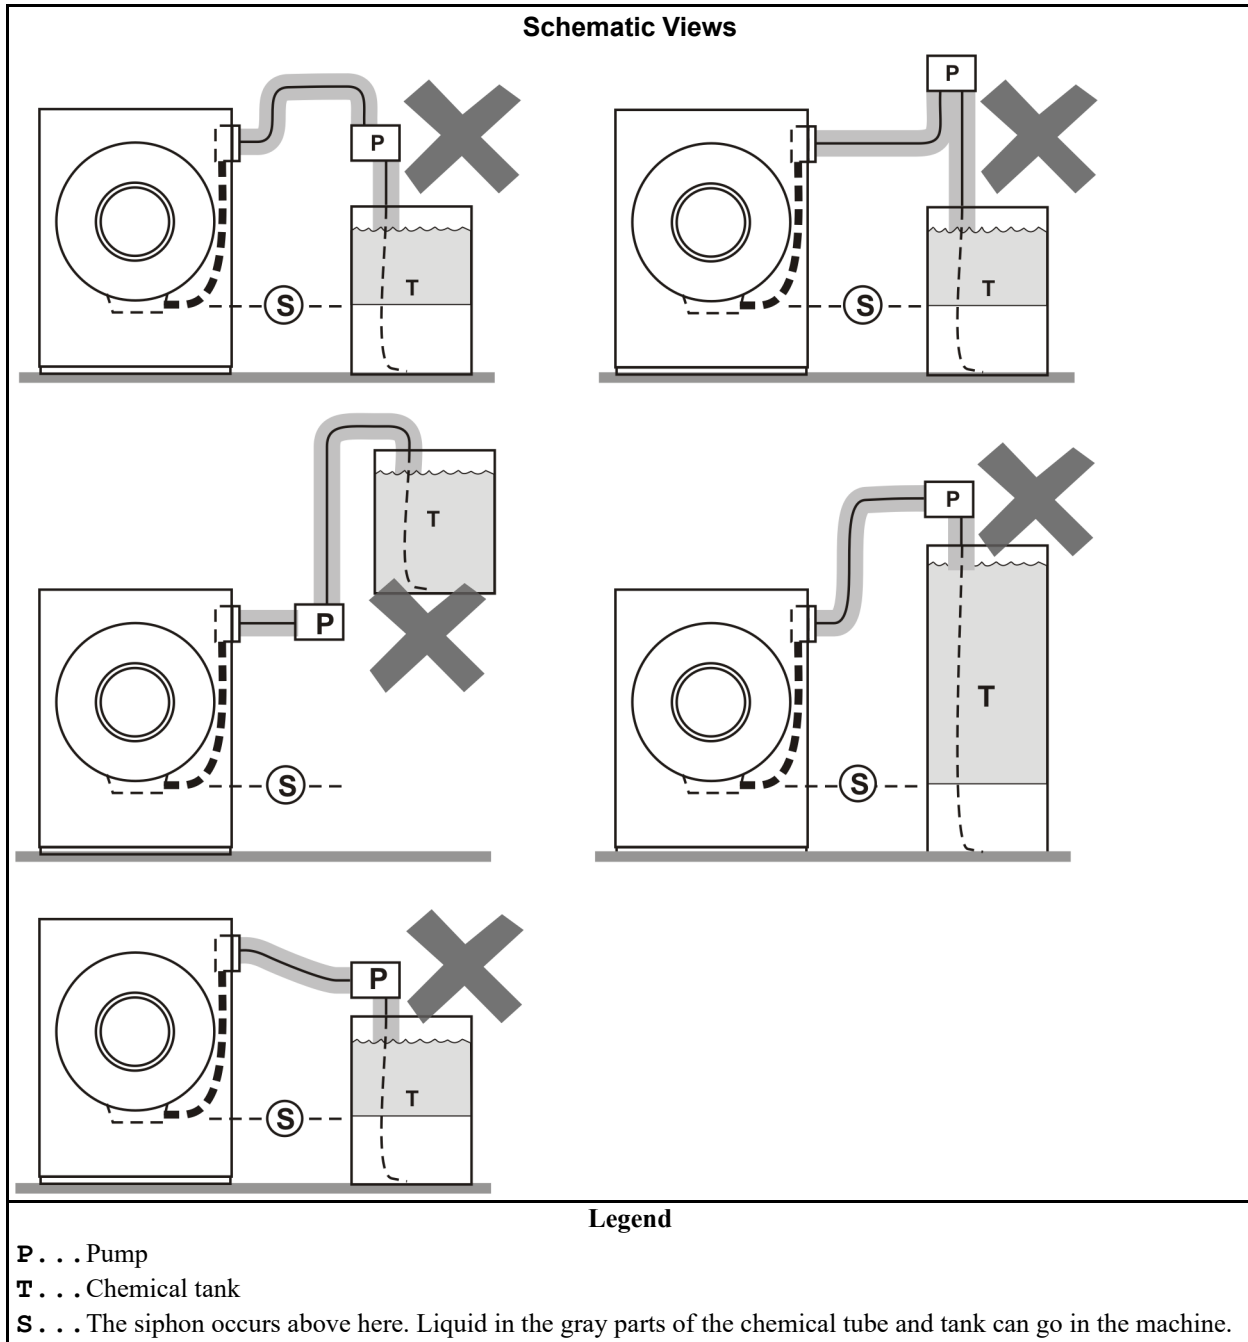 Schematic Views
P
T
S
P
T
S
T
P
S
P
T
S
P
T
S
Legend
P...Pump
T...Chemical tank
S...The siphon occurs above here. Liquid in the gray parts of the chemical tube and tank can go in the machine.